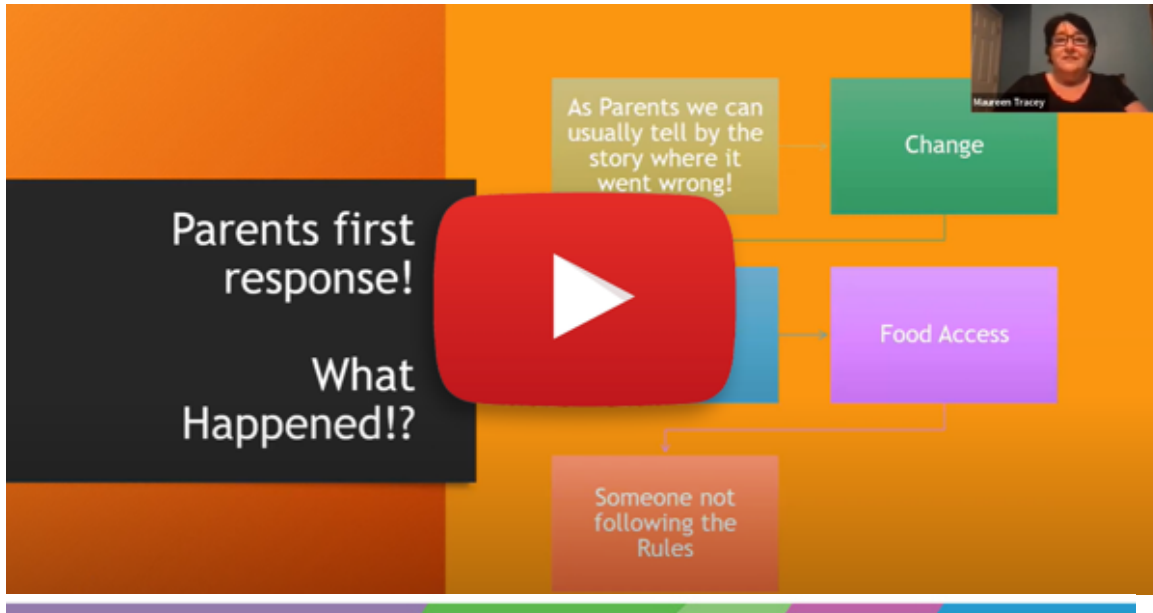 Maureen Tracey
As Parents we can
usually tell by the
story where it
went wrong!
Change
Parents first
response!
What
Happened!?
Food Access
Someone not
following the
Rules